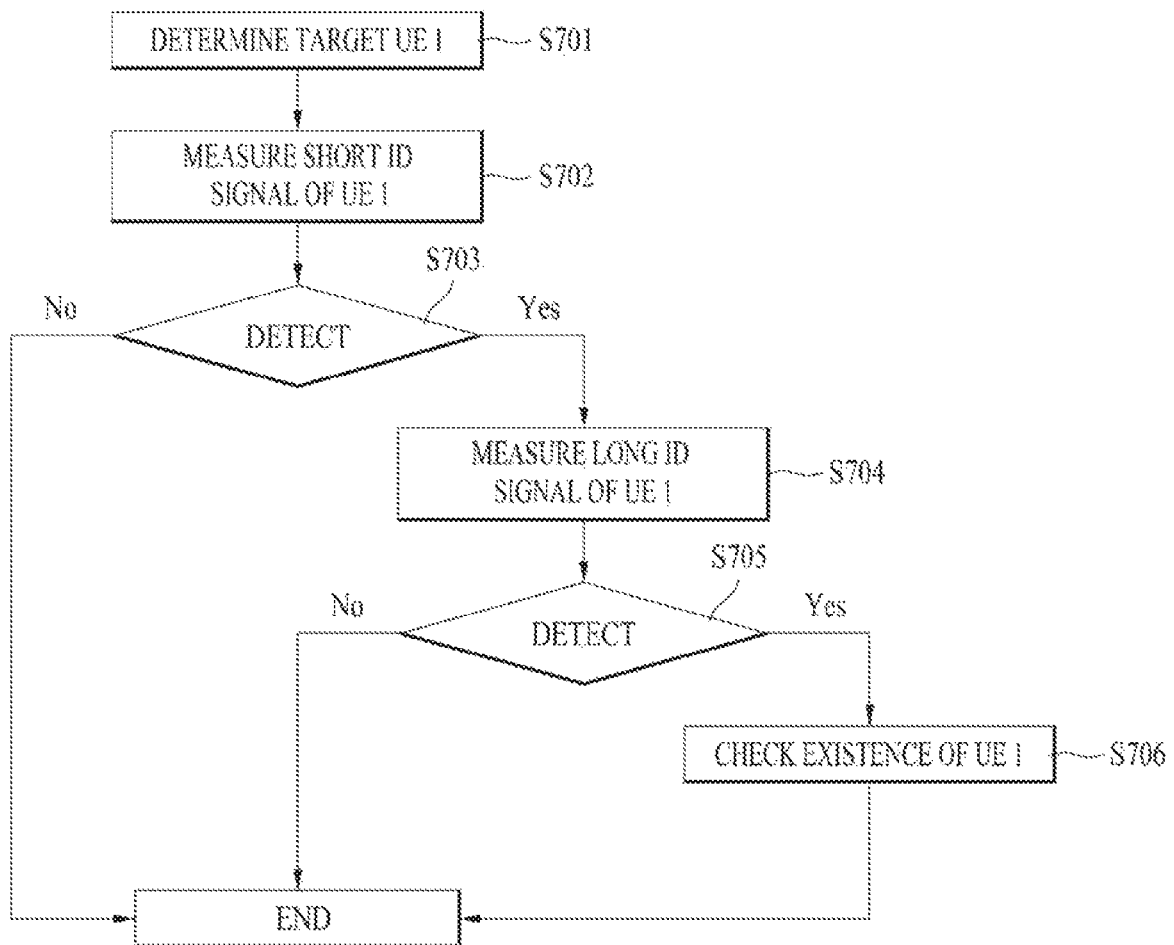 DETERMINE TARGET UE 1
S701
MEASURE SHORT ID
SIGNAL OF UE 1
S702
S703
No
Yes
DETECT
MEASURE LONG ID
SIGNAL OF UE 1
S704
S705
No
Yes
DETECT
CHECK EXISTENCE OF UE 1
S706
END